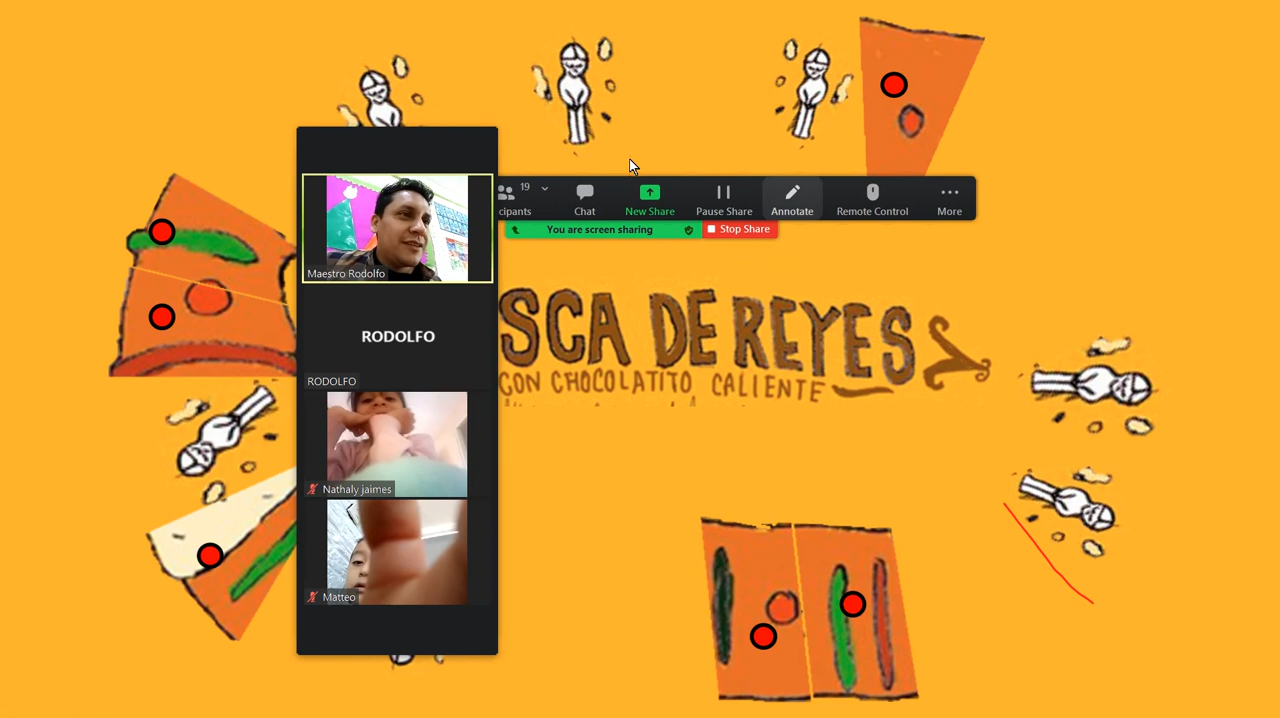 19
cipants
Chat
New Share
Pause Share
Annotate
Remote Control
More
You are screen sharing
Stop Share
Maestro Rodolfo
RODOLFO
RODOLFO
Nathaly jaimes
Matteo
SCA DE REYES
CON CHOCOLATITO CALIENTE